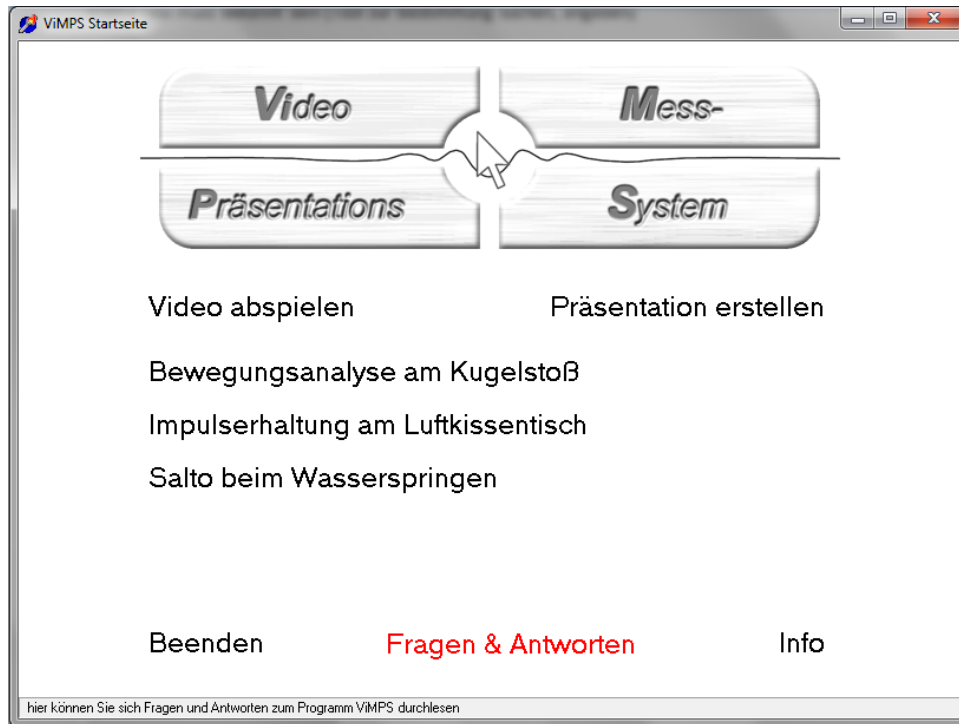 ViMPS Startseite
Video Mess-
Präsentations System
Video abspielen Präsentation erstellen
Bewegungsanalyse am Kugelstoß
Impulserhaltung am Luftkissentisch
Salto beim Wasserspringen
Beenden Fragen & Antworten Info
hier können Sie sich Fragen und Antworten zum Programm ViMPS durchlesen